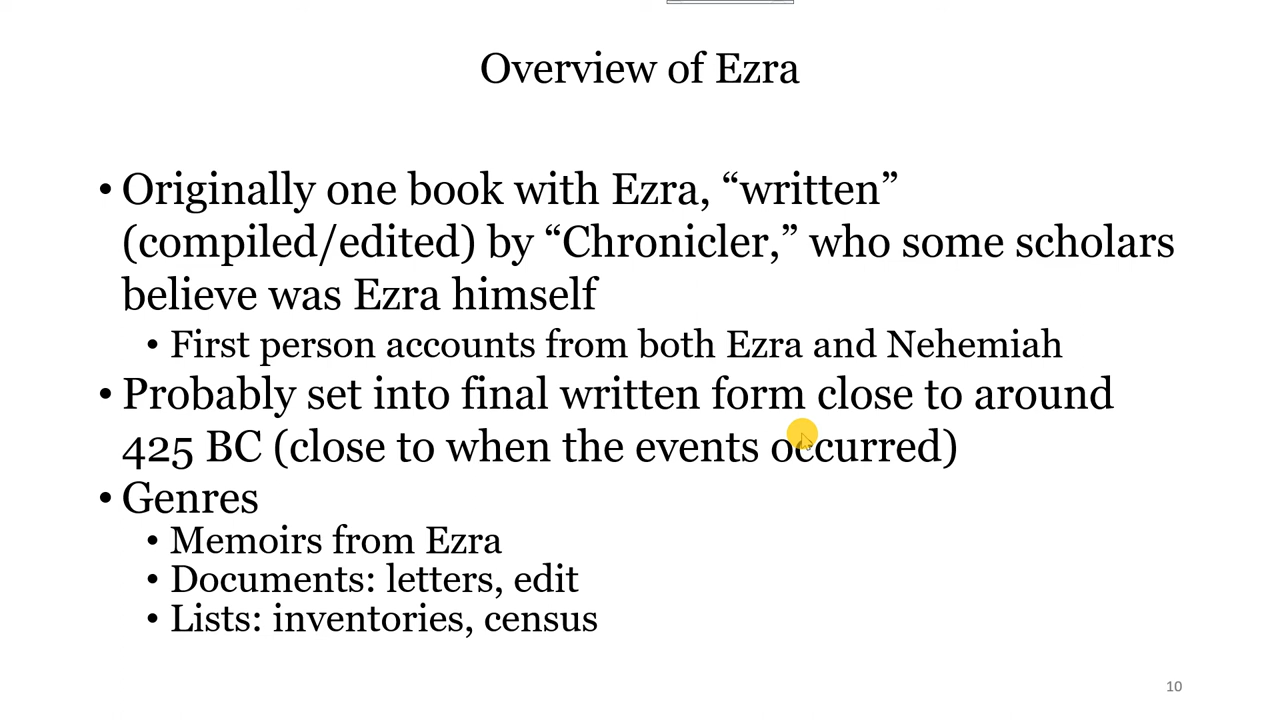 Overview of Ezra
• Originally one book with Ezra, “written”
(compiled/edited) by “Chronicler,” who some scholars
believe was Ezra himself
• First person accounts from both Ezra and Nehemiah
• Probably set into final written form close to around
425 BC (close to when the events occurred)
• Genres
• Memoirs from Ezra
• Documents: letters, edit
• Lists: inventories, census
10